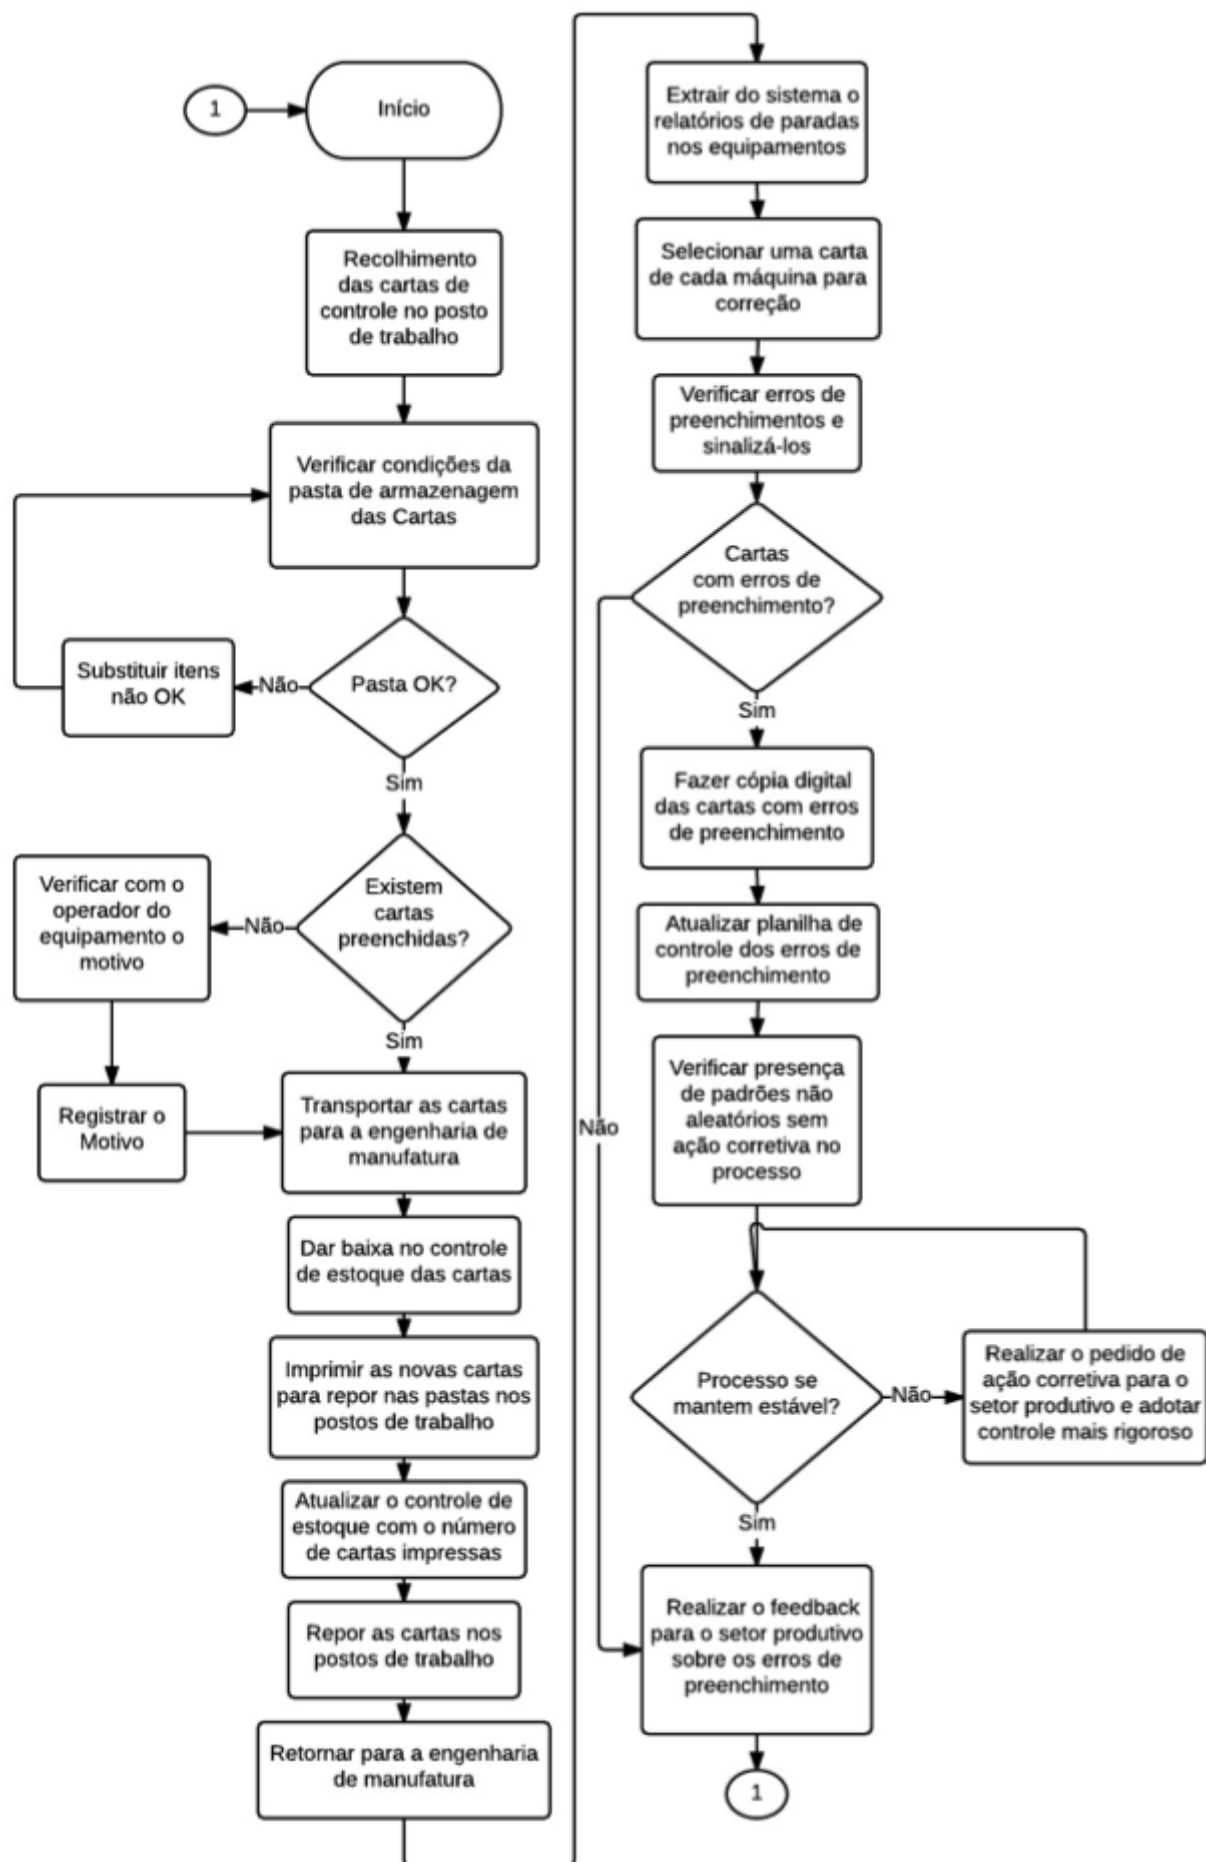 1
Início
Recolhimento
das cartas de
controle no posto
de trabalho
Verificar condições da
pasta de armazenagem
das Cartas
Pasta OK?
Não
Substituir itens
não OK
Sim
Existem
cartas
preenchidas?
Não
Verificar com o
operador do
equipamento o
motivo
Registrar o
Motivo
Sim
Transportar as cartas
para a engenharia de
manufatura
Dar baixa no controle
de estoque das cartas
Imprimir as novas cartas
para repor nas pastas nos
postos de trabalho
Atualizar o controle de
estoque com o número
de cartas impressas
Repor as cartas nos
postos de trabalho
Retornar para a engenharia
de manufatura
Extrair do sistema o
relatórios de paradas
nos equipamentos
Selecionar uma carta
de cada máquina para
correção
Verificar erros de
preenchimentos e
sinalizá-los
Cartas
com erros de
preenchimento?
Não
Sim
Fazer cópia digital
das cartas com erros
de preenchimento
Atualizar planilha de
controle dos erros de
preenchimento
Verificar presença
de padrões não
aleatórios sem
ação corretiva no
processo
Processo se
mantem estável?
Não
Realizar o pedido de
ação corretiva para o
setor produtivo e adotar
controle mais rigoroso
Sim
Realizar o feedback
para o setor produtivo
sobre os erros de
preenchimento
1